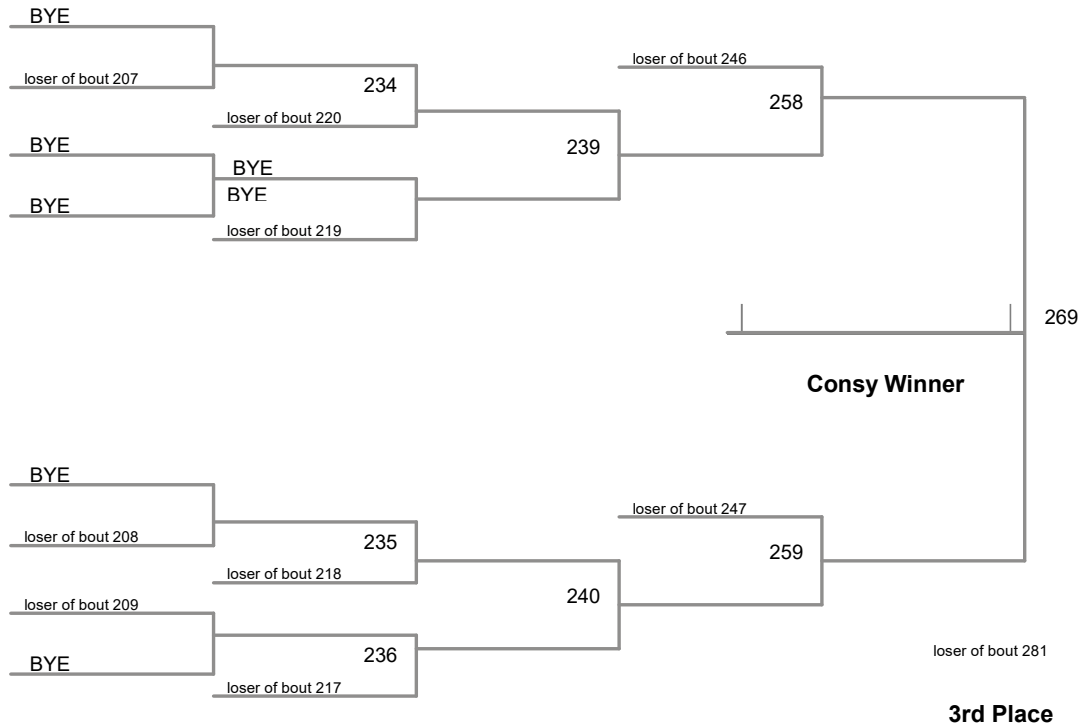 BYE
loser of bout 246
loser of bout 207
234
258
loser of bout 220
BYE
239
BYE
BYE
BYE
loser of bout 219
269
Consy Winner
BYE
loser of bout 247
loser of bout 208
235
259
loser of bout 218
240
loser of bout 209
BYE
236
loser of bout 281
loser of bout 217
3rd Place